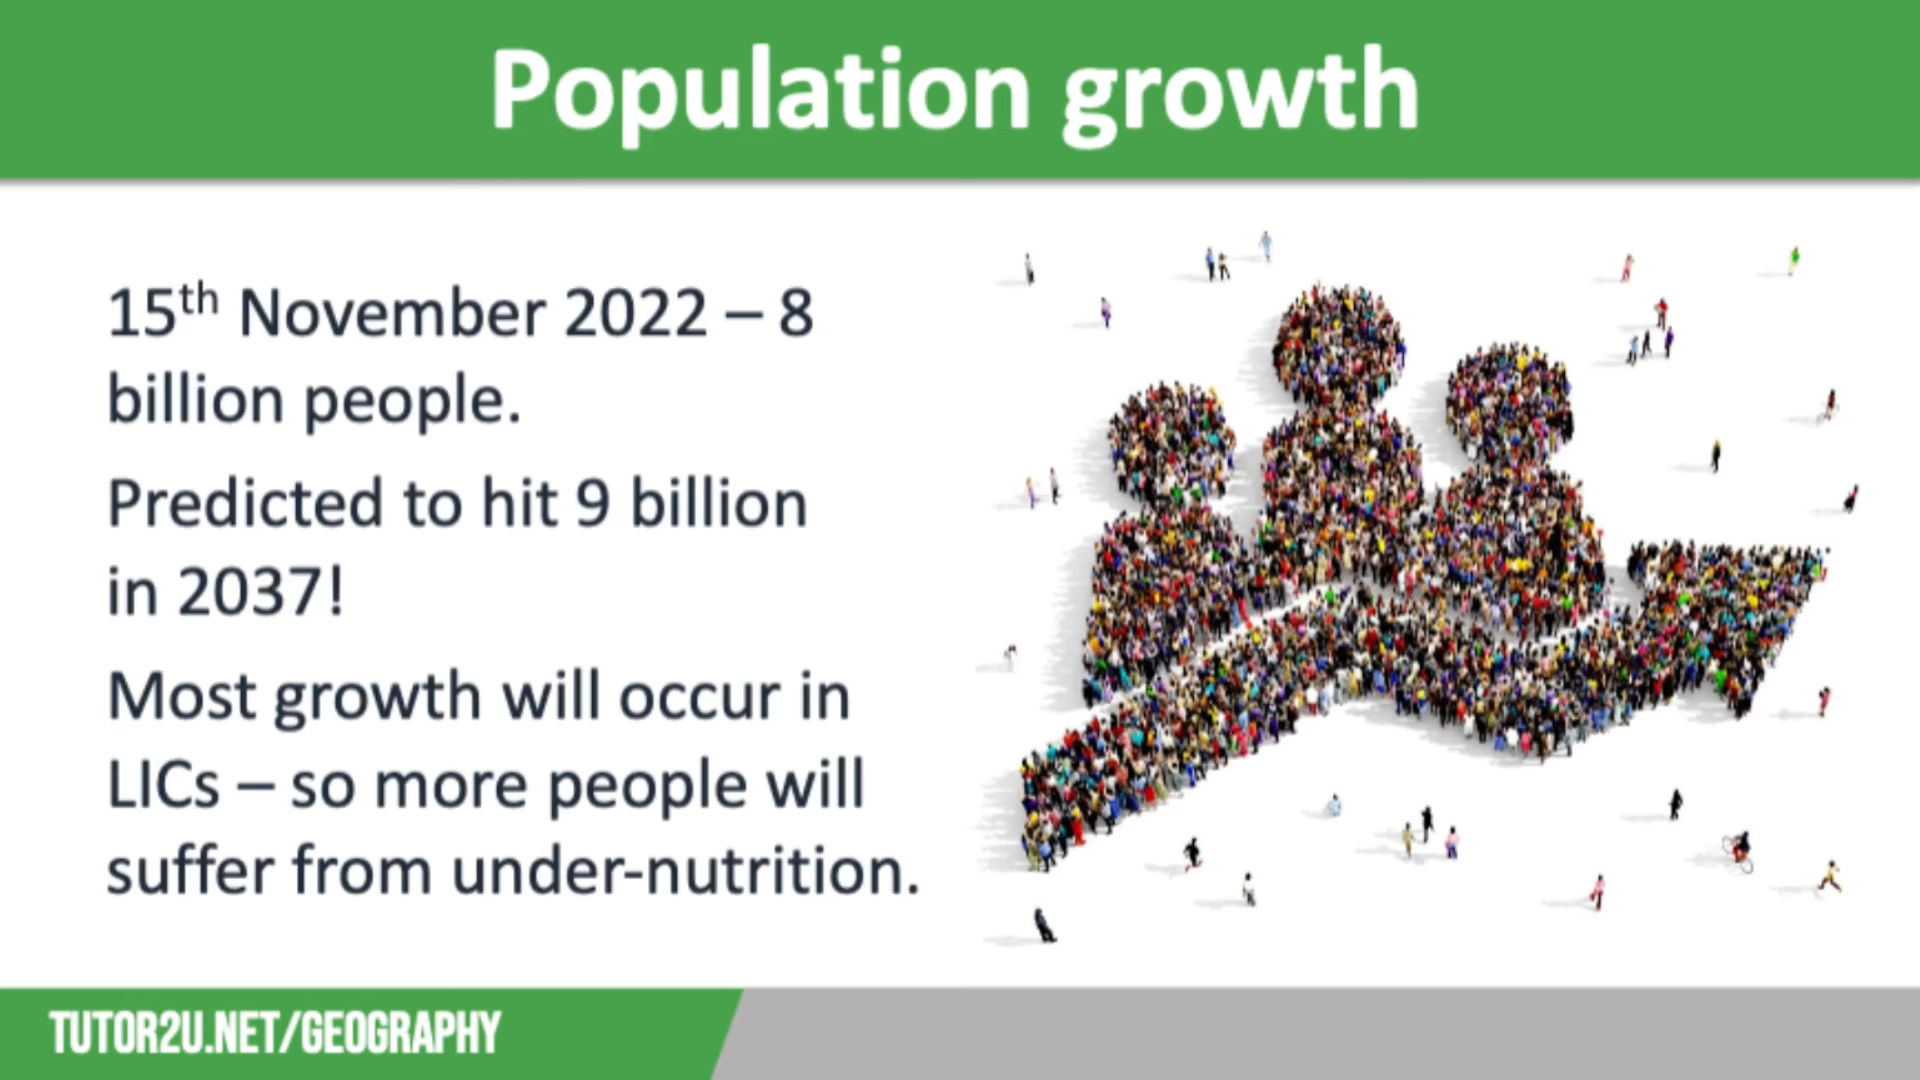 Population growth
15th November 2022 – 8
billion people.
Predicted to hit 9 billion
in 2037!
Most growth will occur in
LICs – so more people will
suffer from under-nutrition.
TUTOR2U.NET/GEOGRAPHY